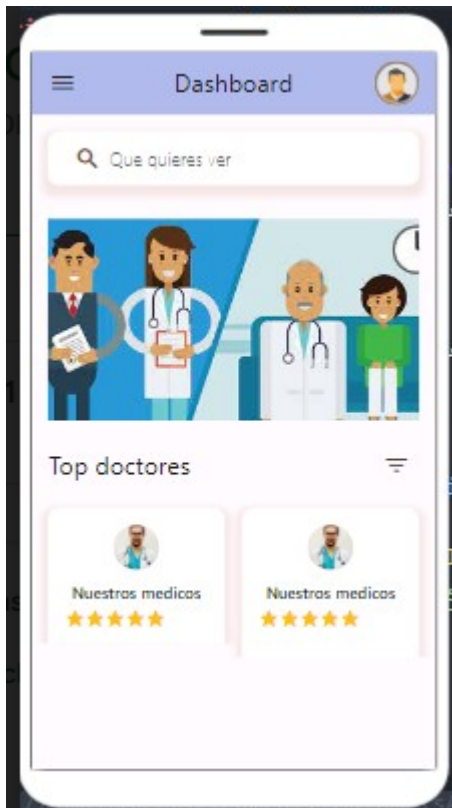 Dashboard
Que quieres ver
Top doctores
Nuestros medicos
Nuestros medicos